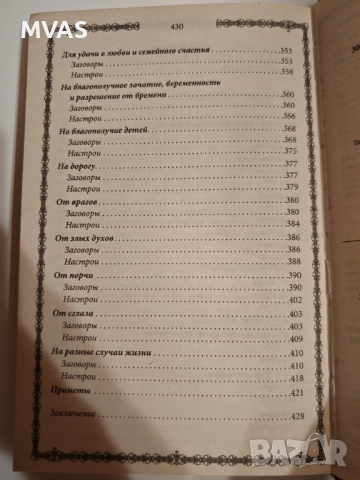 MVAS
430
Для удачи в любви и семейного счастья 353
Заговоры 353
Настрои 358
На благополучное зачатие, беременность
и разрешение от бремени 360
Заговоры 360
Настрои 366
На благополучие детей 368
Заговоры 368
Настрои 375
На дорогу 377
Заговоры 377
Настрои 379
От врагов 380
Заговоры 380
Настрои 384
От злых духов 386
Заговоры 386
Настрои 388
От порчи 390
Заговоры 390
Настрои 402
От сглаза 403
Заговоры 403
Настрои 409
На разные случаи жизни 410
Заговоры 410
Настрои 418
Приметы 421
Заключение 428
bazar